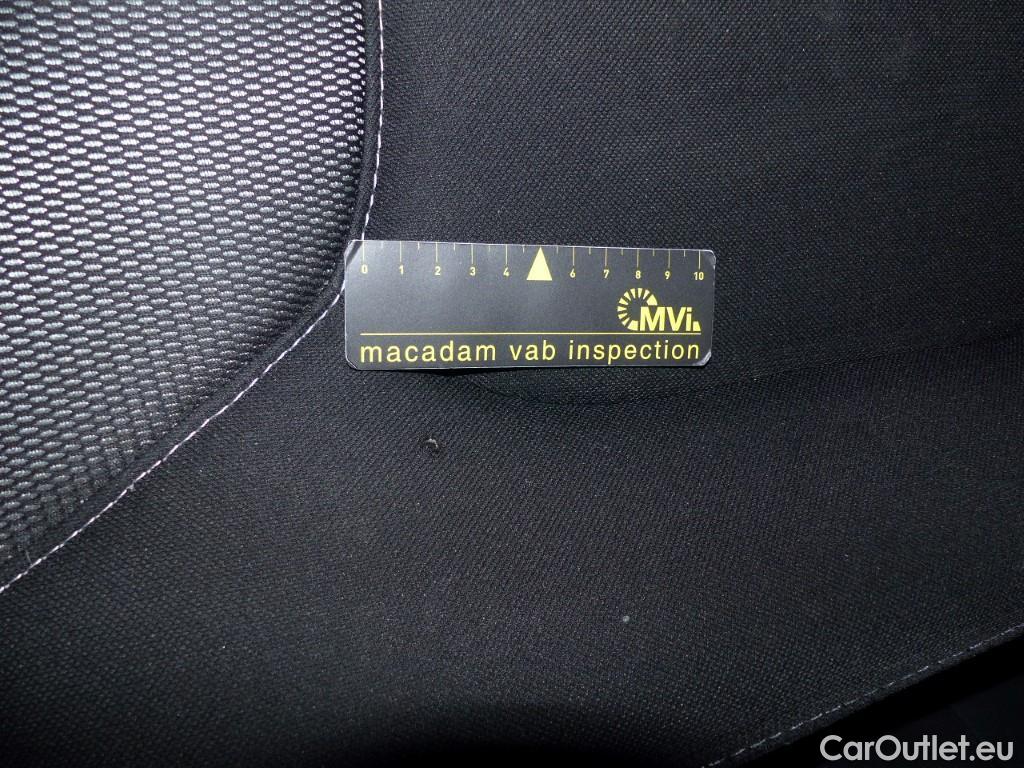 0 1 2 3 4 6 7 8 9 10
MVi
macadam vab inspection
CarOutlet.eu